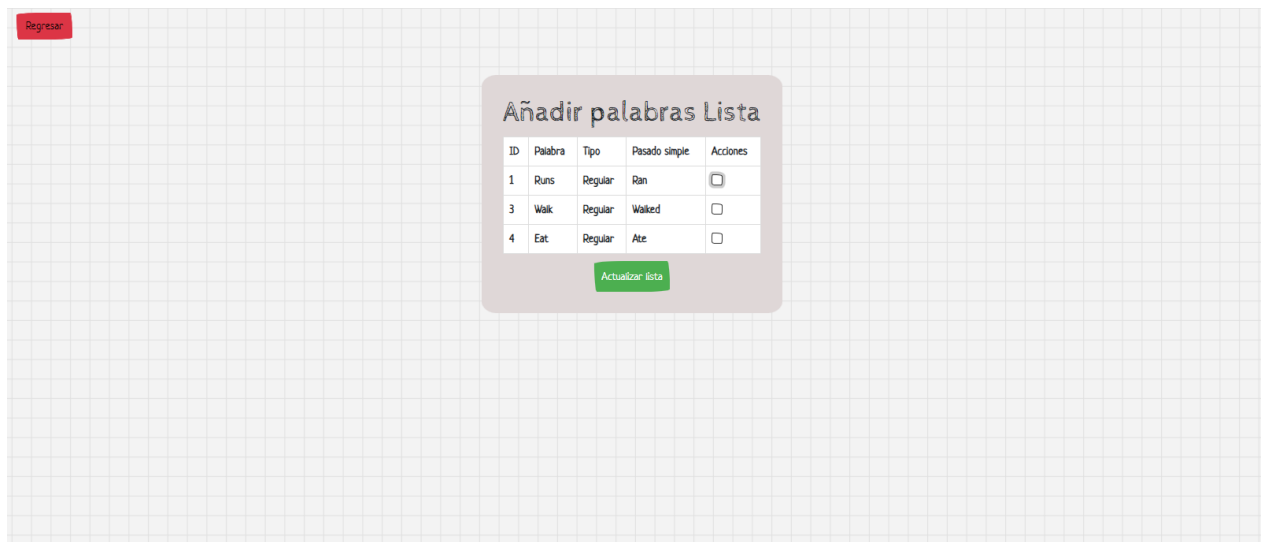 Regresar
Añadir palabras Lista
ID Palabra Tipo Pasado simple Acciones
1 Runs Regular Ran
3 Walk Regular Walked
4 Eat Regular Ate
Actualizar lista